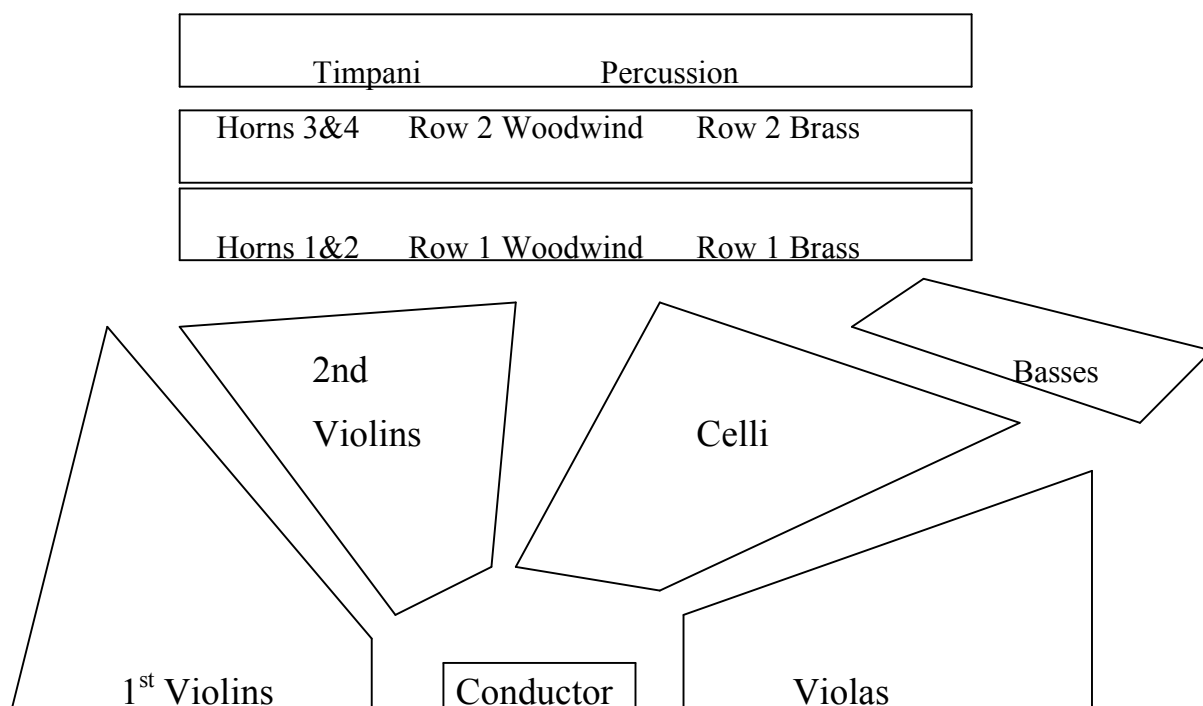 Timpani Percussion
Horns 3&4 Row 2 Woodwind Row 2 Brass
Horns 1&2 Row 1 Woodwind Row 1 Brass
2nd
Violins
Celli
Basses
1st Violins
Conductor
Violas